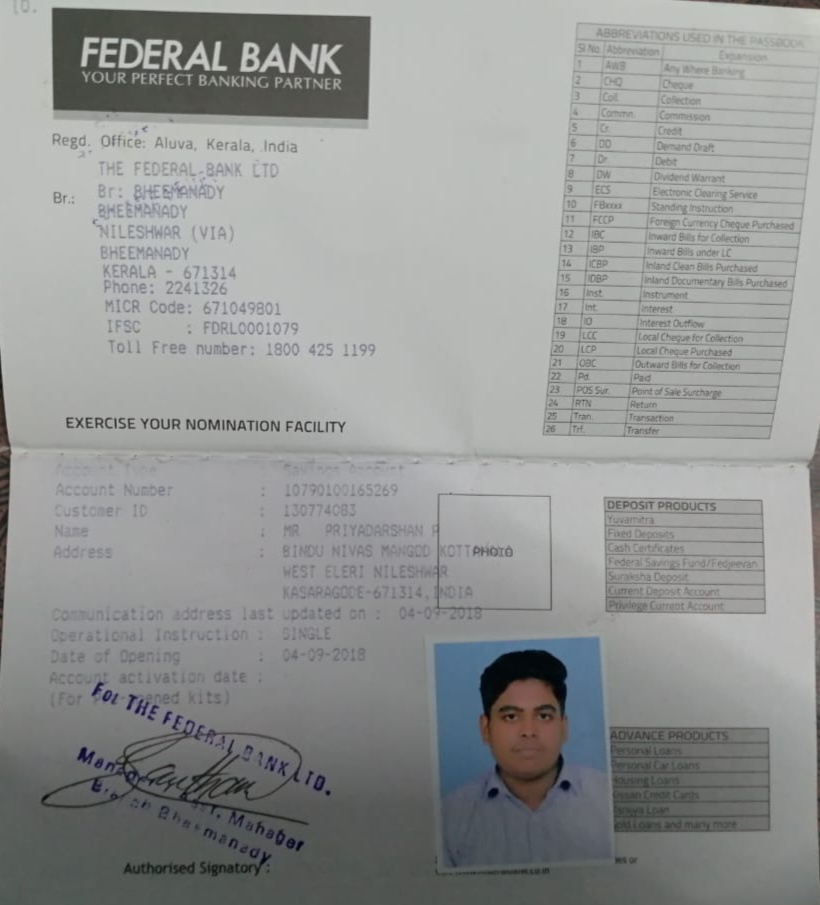 FEDERAL BANK
YOUR PERFECT BANKING PARTNER
Regd. Office: Aluva, Kerala, India
THE FEDERAL BANK LTD
Br.: Br: BHEEMANADY
BHEEMANADY
NILESHWAR (VIA)
BHEEMANADY
KERALA - 671314
Phone: 2241326
MICR Code: 671049801
IFSC : FDRL0001079
Toll Free number: 1800 425 1199
EXERCISE YOUR NOMINATION FACILITY
ABBREVIATIONS USED IN THE PASSBOOK
Sl No. Abbreviation Expansion
1 AWB Any Where Banking
2 CHQ Cheque
3 Coll. Collection
4 Commn. Commission
5 Cr. Credit
6 DD Demand Draft
7 Dr. Debit
8 DW Dividend Warrant
9 ECS Electronic Clearing Service
10 FBxxxx Standing Instruction
11 FCCP Foreign Currency Cheque Purchased
12 IBC Inward Bills for Collection
13 IBP Inward Bills under LC
14 ICBP Inland Clean Bills Purchased
15 IDBP Inland Documentary Bills Purchased
16 Inst. Instrument
17 Int. Interest
18 IO Interest Outflow
19 LCC Local Cheque for Collection
20 LCP Local Cheque Purchased
21 OBC Outward Bills for Collection
22 Pd. Paid
23 POS Sur. Point of Sale Surcharge
24 RTN Return
25 Tran. Transaction
26 Trf. Transfer
Account Type : Savings Account
Account Number : 10790100165269
Customer ID : 130774083
Name : MR PRIYADARSHAN P
Address : BINDU NIVAS MANGOD KOTT
PHOTO
WEST ELERI NILESHWAR
KASARAGODE-671314, INDIA
Communication address last updated on : 04-09-2018
Operational Instruction : SINGLE
Date of Opening : 04-09-2018
Account activation date :
(For
kits)
For THE FEDERAL BANK LTD.
Manager
Asst. Manager
Branch Bheemanady
Authorised Signatory :
DEPOSIT PRODUCTS
Yuvamitra
Fixed Deposits
Cash Certificates
Federal Savings Fund/Fedjeevan
Suraksha Deposit
Current Deposit Account
Privilege Current Account
ADVANCE PRODUCTS
Personal Loans
Personal Car Loans
Housing Loans
Kissan Credit Cards
Gold Loans and many more